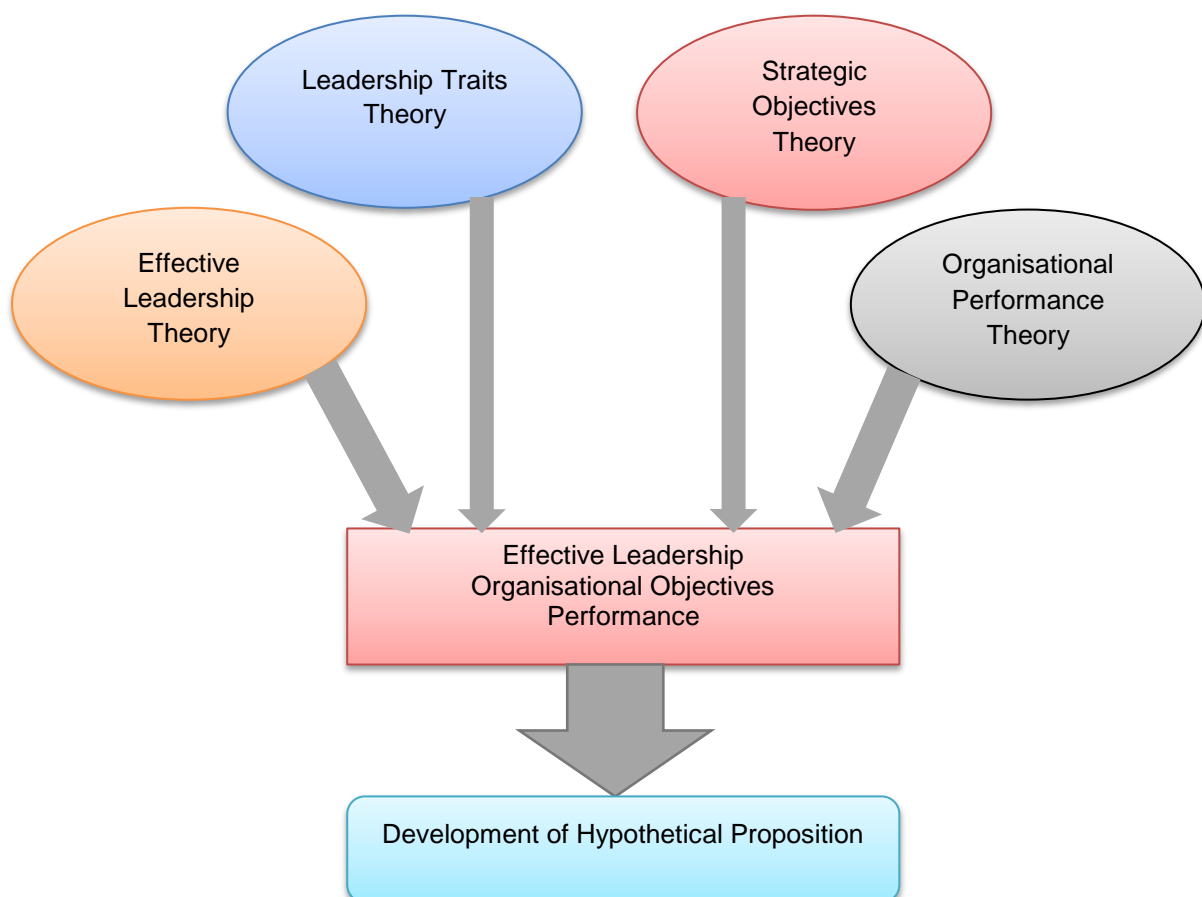 Leadership Traits
Theory
Strategic
Objectives
Theory
Effective
Leadership
Theory
Organisational
Performance
Theory
Effective Leadership
Organisational Objectives
Performance
Development of Hypothetical Proposition